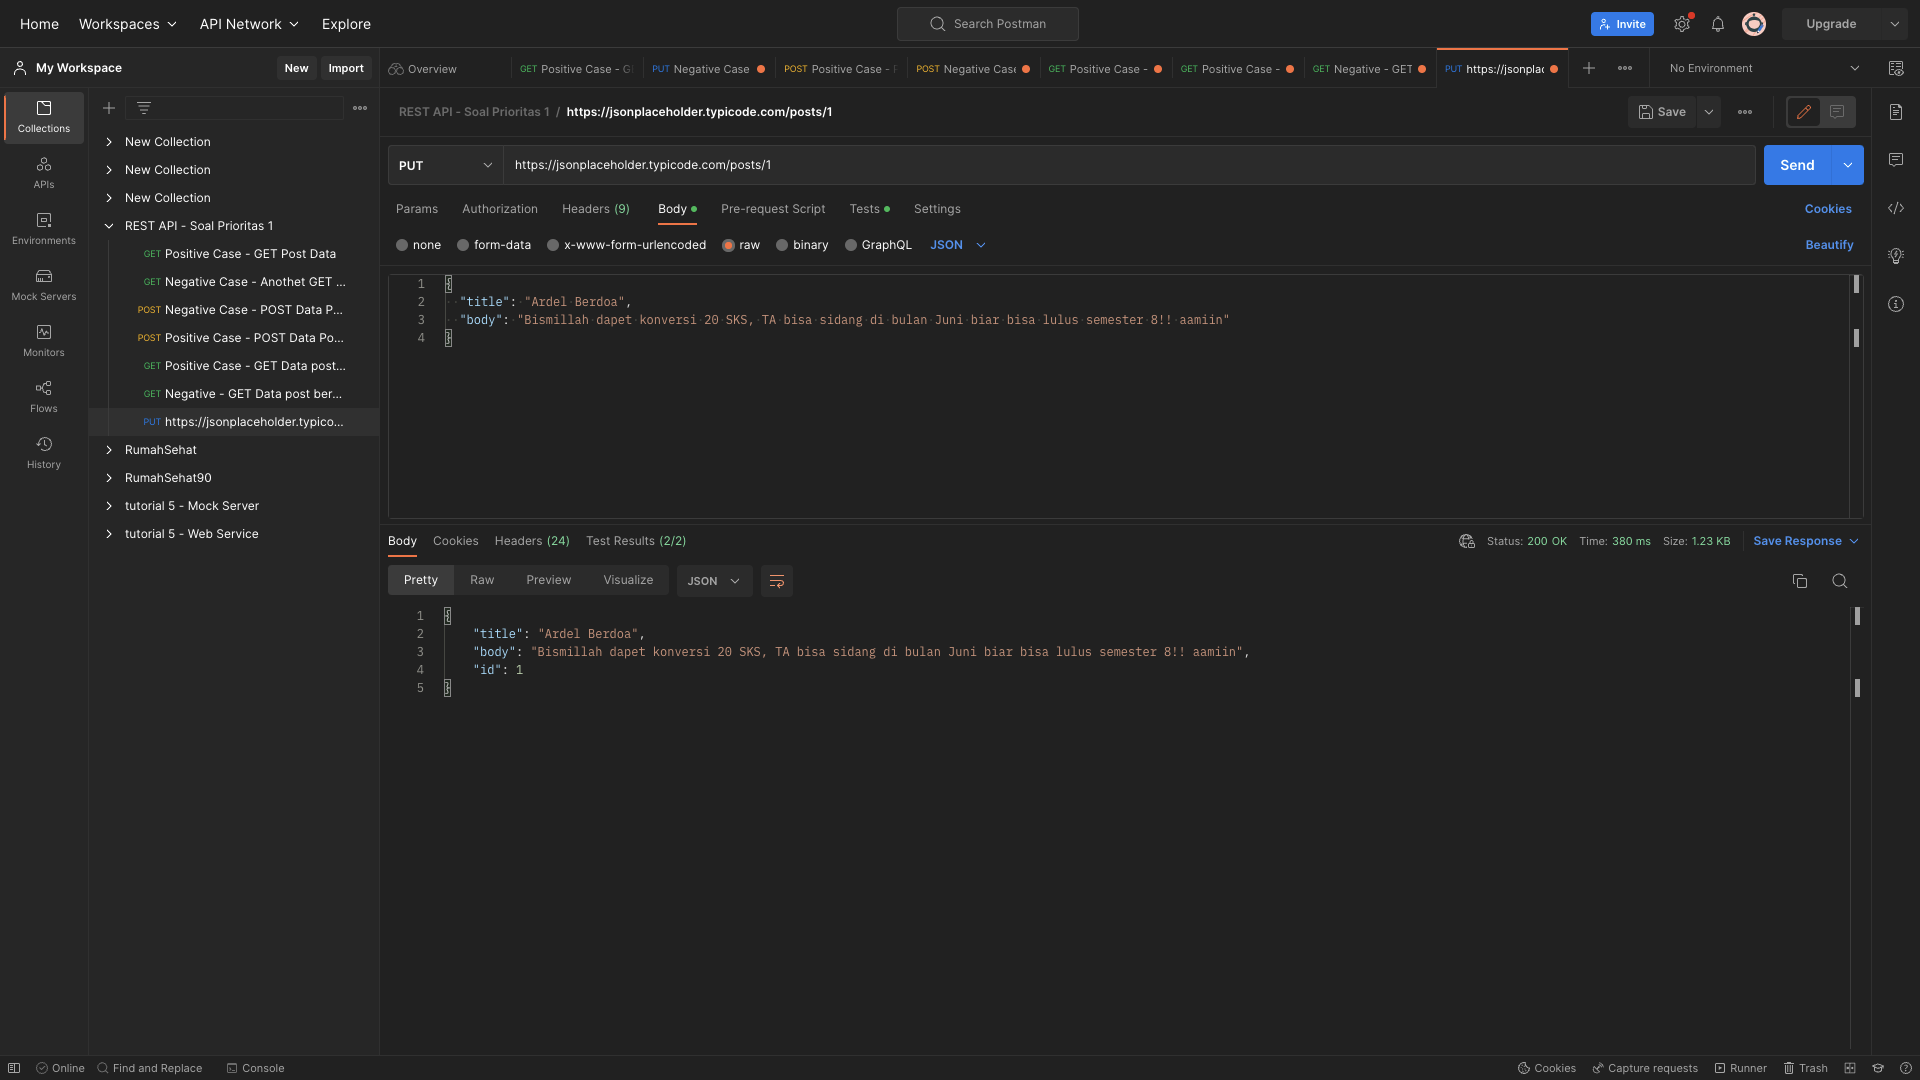 Home Workspaces API Network Explore Search Postman Invite Upgrade
My Workspace New Import Overview GET Positive Case - G PUT Negative Case POST Positive Case - POST Negative Case GET Positive Case - GET Positive Case - GET Negative - GET PUT https://jsonplac No Environment
REST API - Soal Prioritas 1 / https://jsonplaceholder.typicode.com/posts/1 Save
PUT https://jsonplaceholder.typicode.com/posts/1 Send
Params Authorization Headers (9) Body Pre-request Script Tests Settings Cookies
none form-data x-www-form-urlencoded raw binary GraphQL JSON Beautify
1 {
2 "title": "Ardel Berdoa",
3 "body": "Bismillah dapet konversi 20 SKS, TA bisa sidang di bulan Juni biar bisa lulus semester 8!! aamiin"
4 }
Collections
APIs
Environments
Mock Servers
Monitors
Flows
History
New Collection
New Collection
New Collection
REST API - Soal Prioritas 1
GET Positive Case - GET Post Data
GET Negative Case - Anothet GET ...
POST Negative Case - POST Data P...
POST Positive Case - POST Data Po...
GET Positive Case - GET Data post...
GET Negative - GET Data post ber...
PUT https://jsonplaceholder.typico...
RumahSehat
RumahSehat90
tutorial 5 - Mock Server
tutorial 5 - Web Service
Body Cookies Headers (24) Test Results (2/2) Status: 200 OK Time: 380 ms Size: 1.23 KB Save Response
Pretty Raw Preview Visualize JSON
1 {
2 "title": "Ardel Berdoa",
3 "body": "Bismillah dapet konversi 20 SKS, TA bisa sidang di bulan Juni biar bisa lulus semester 8!! aamiin",
4 "id": 1
5 }
Online Find and Replace Console Cookies Capture requests Runner Trash